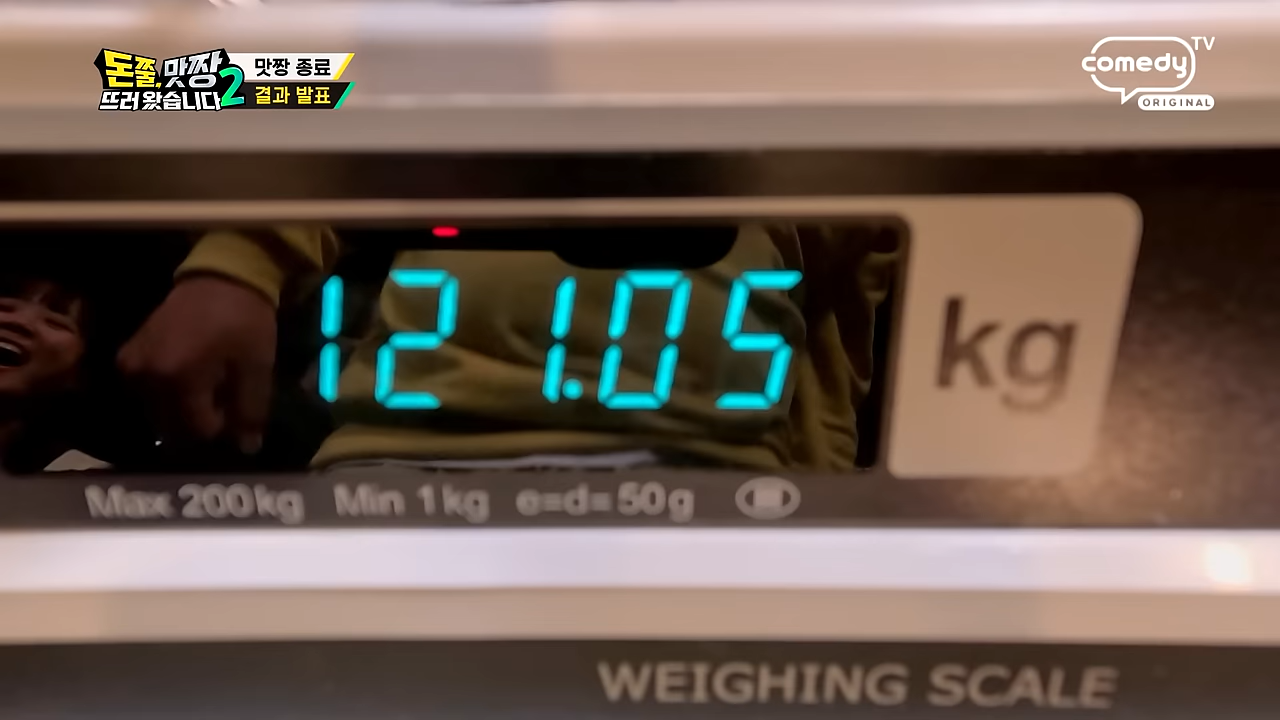 돈쭐, 맛짱
뜨러 왔습니다 2
맛짱 종료
결과 발표
comedy TV
ORIGINAL
121.05
kg
Max 200kg Min 1kg e=d=50g
WEIGHING SCALE